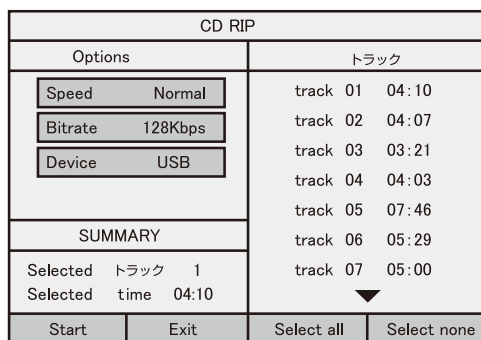 CD RIP
Options
Speed Normal
Bitrate 128Kbps
Device USB
SUMMARY
Selected トラック 1
Selected time 04:10
トラック
track 01 04:10
track 02 04:07
track 03 03:21
track 04 04:03
track 05 07:46
track 06 05:29
track 07 05:00
Start Exit Select all Select none